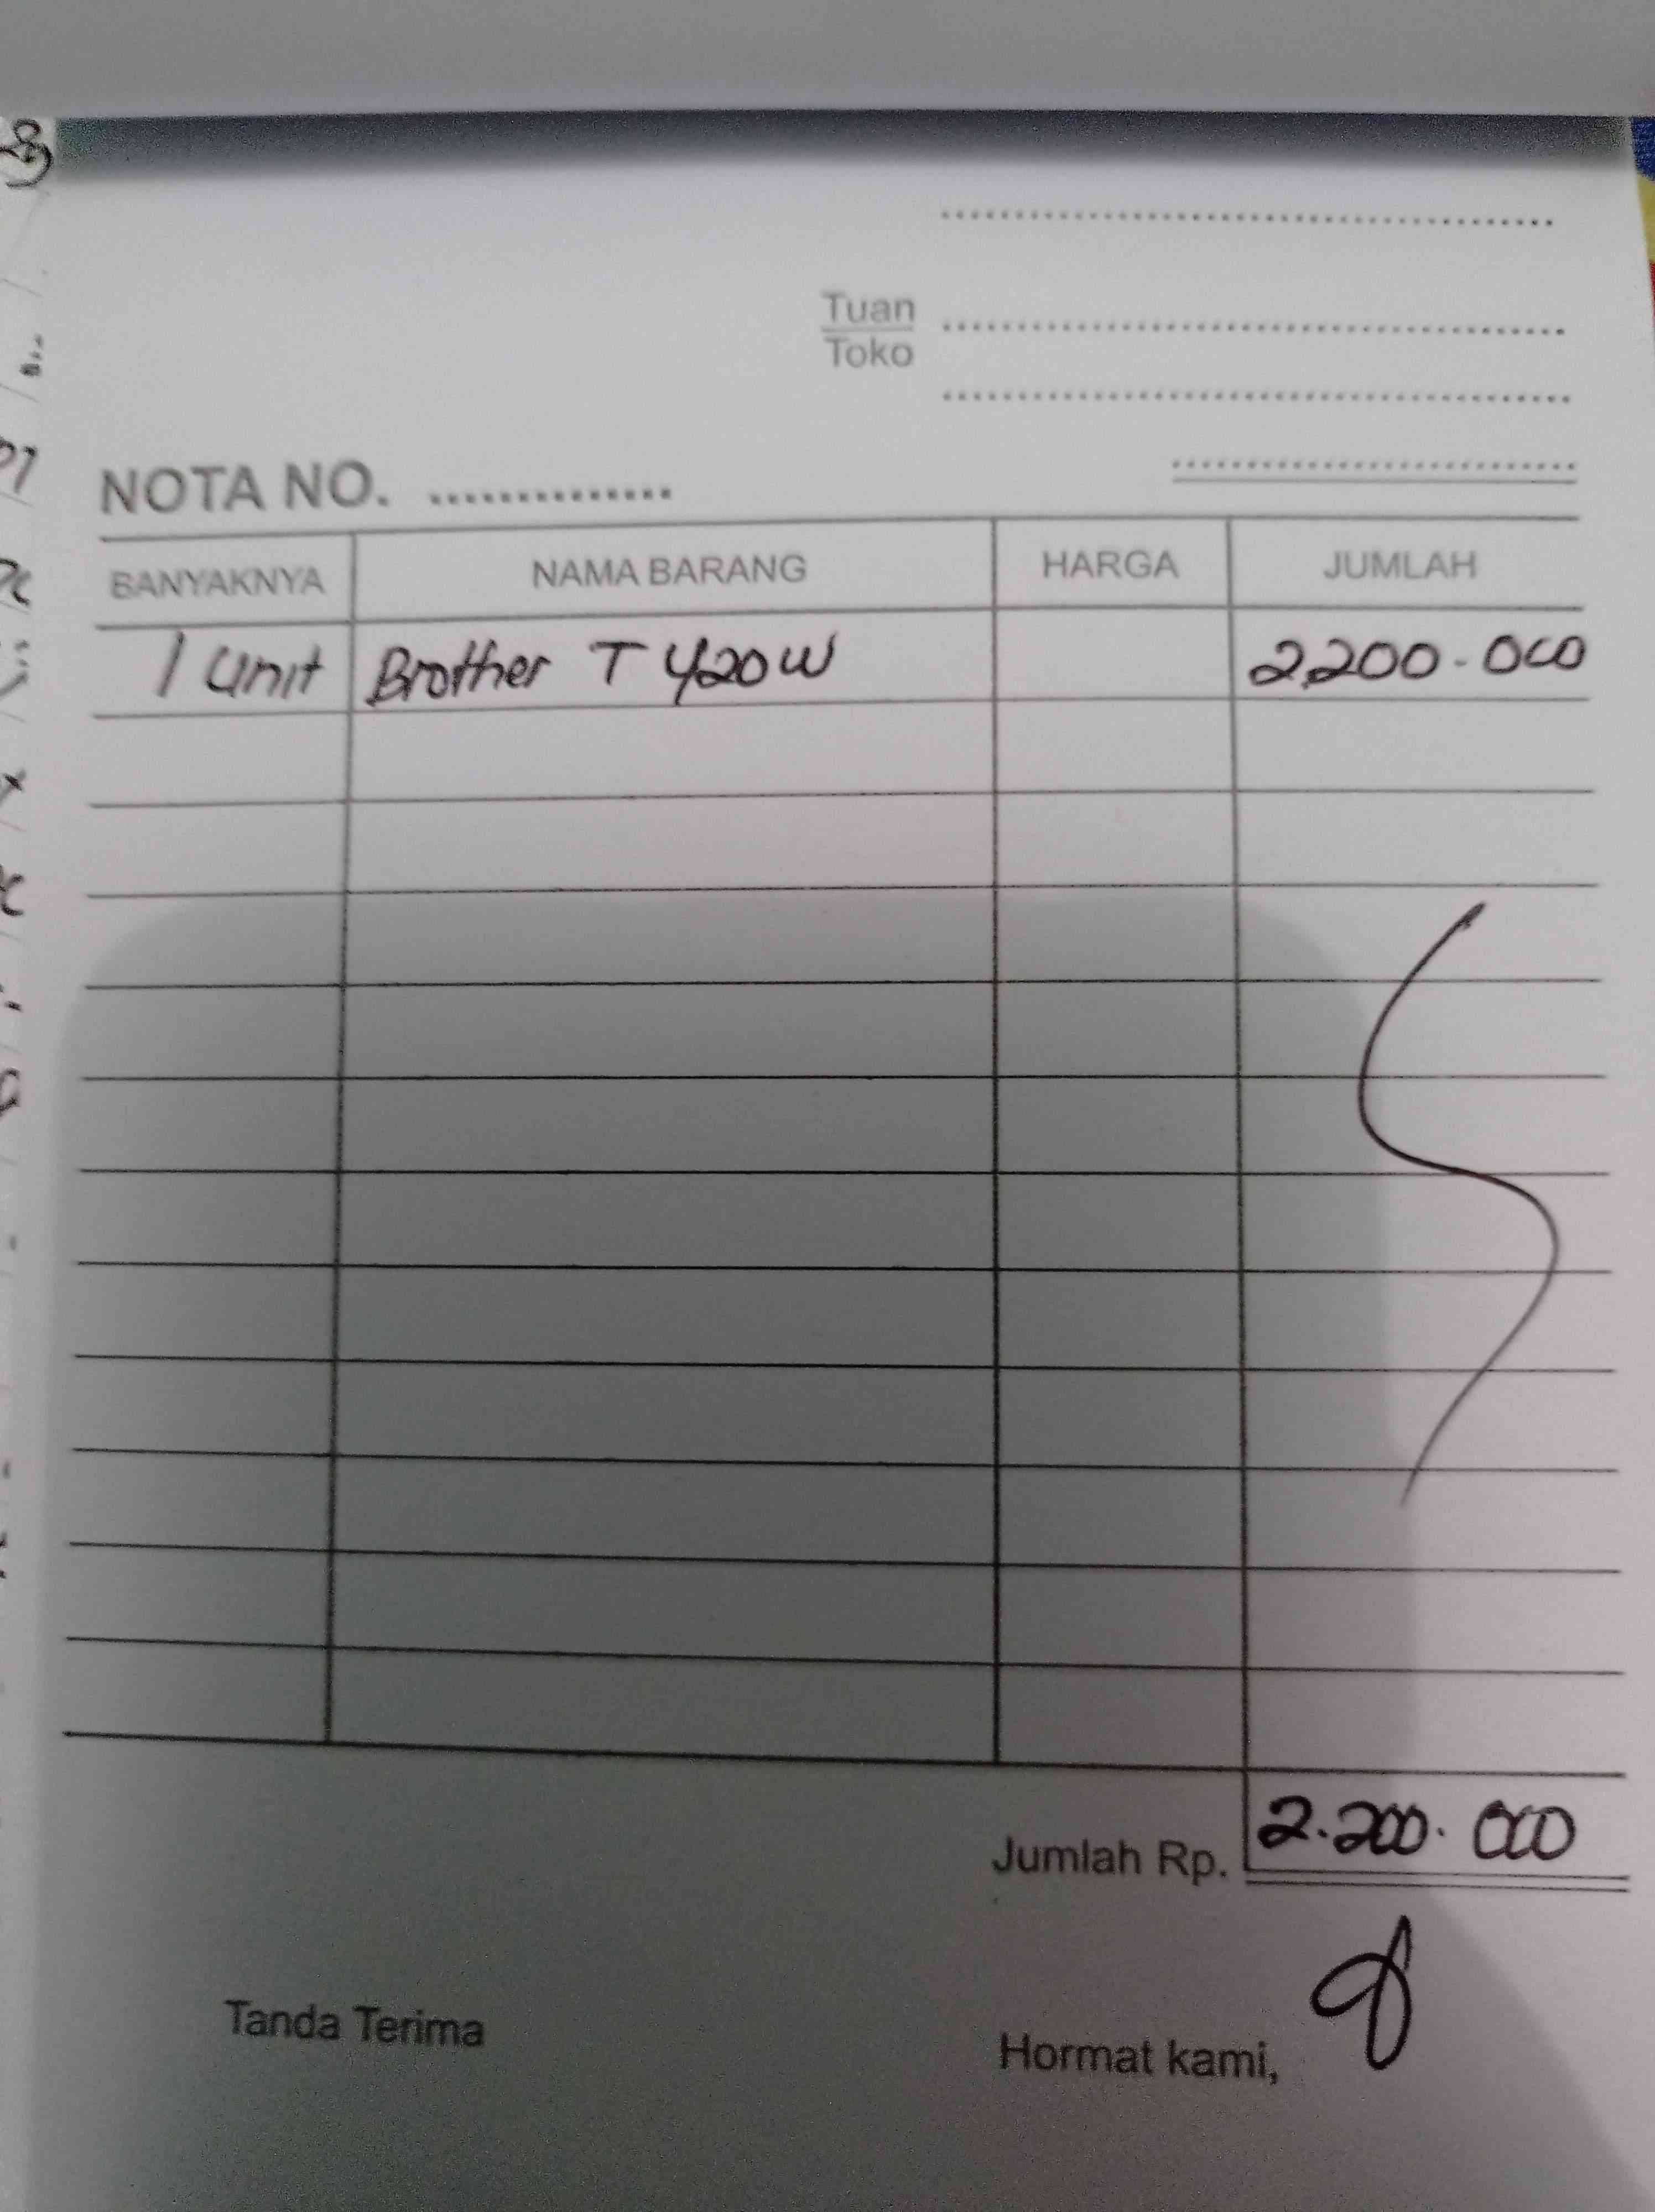 Tuan
Toko
NOTA NO. ..............
BANYAKNYA NAMA BARANG HARGA JUMLAH
1 Unit Brother T 420W 2.200.000
Jumlah Rp. 2.200.000
Tanda Terima Hormat kami,